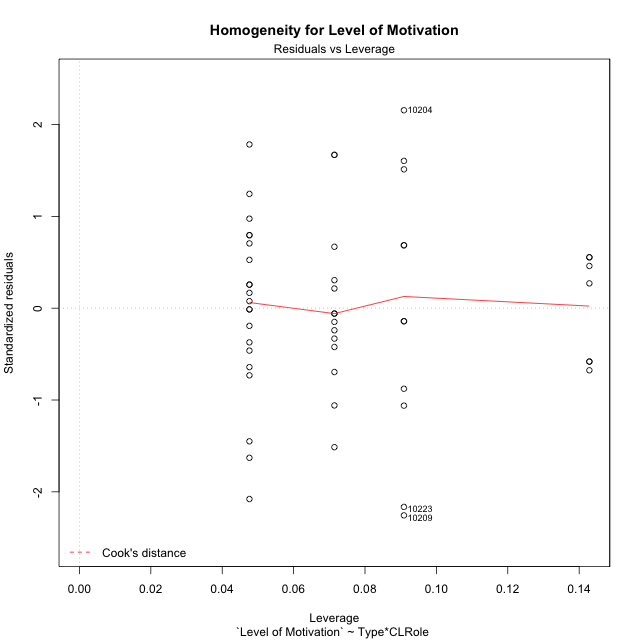 Homogeneity for Level of Motivation
Residuals vs Leverage
2
1
0
-1
-2
Standardized residuals
10204
10223
10209
Cook's distance
0.00 0.02 0.04 0.06 0.08 0.10 0.12 0.14
Leverage
`Level of Motivation` ~ Type*CLRole